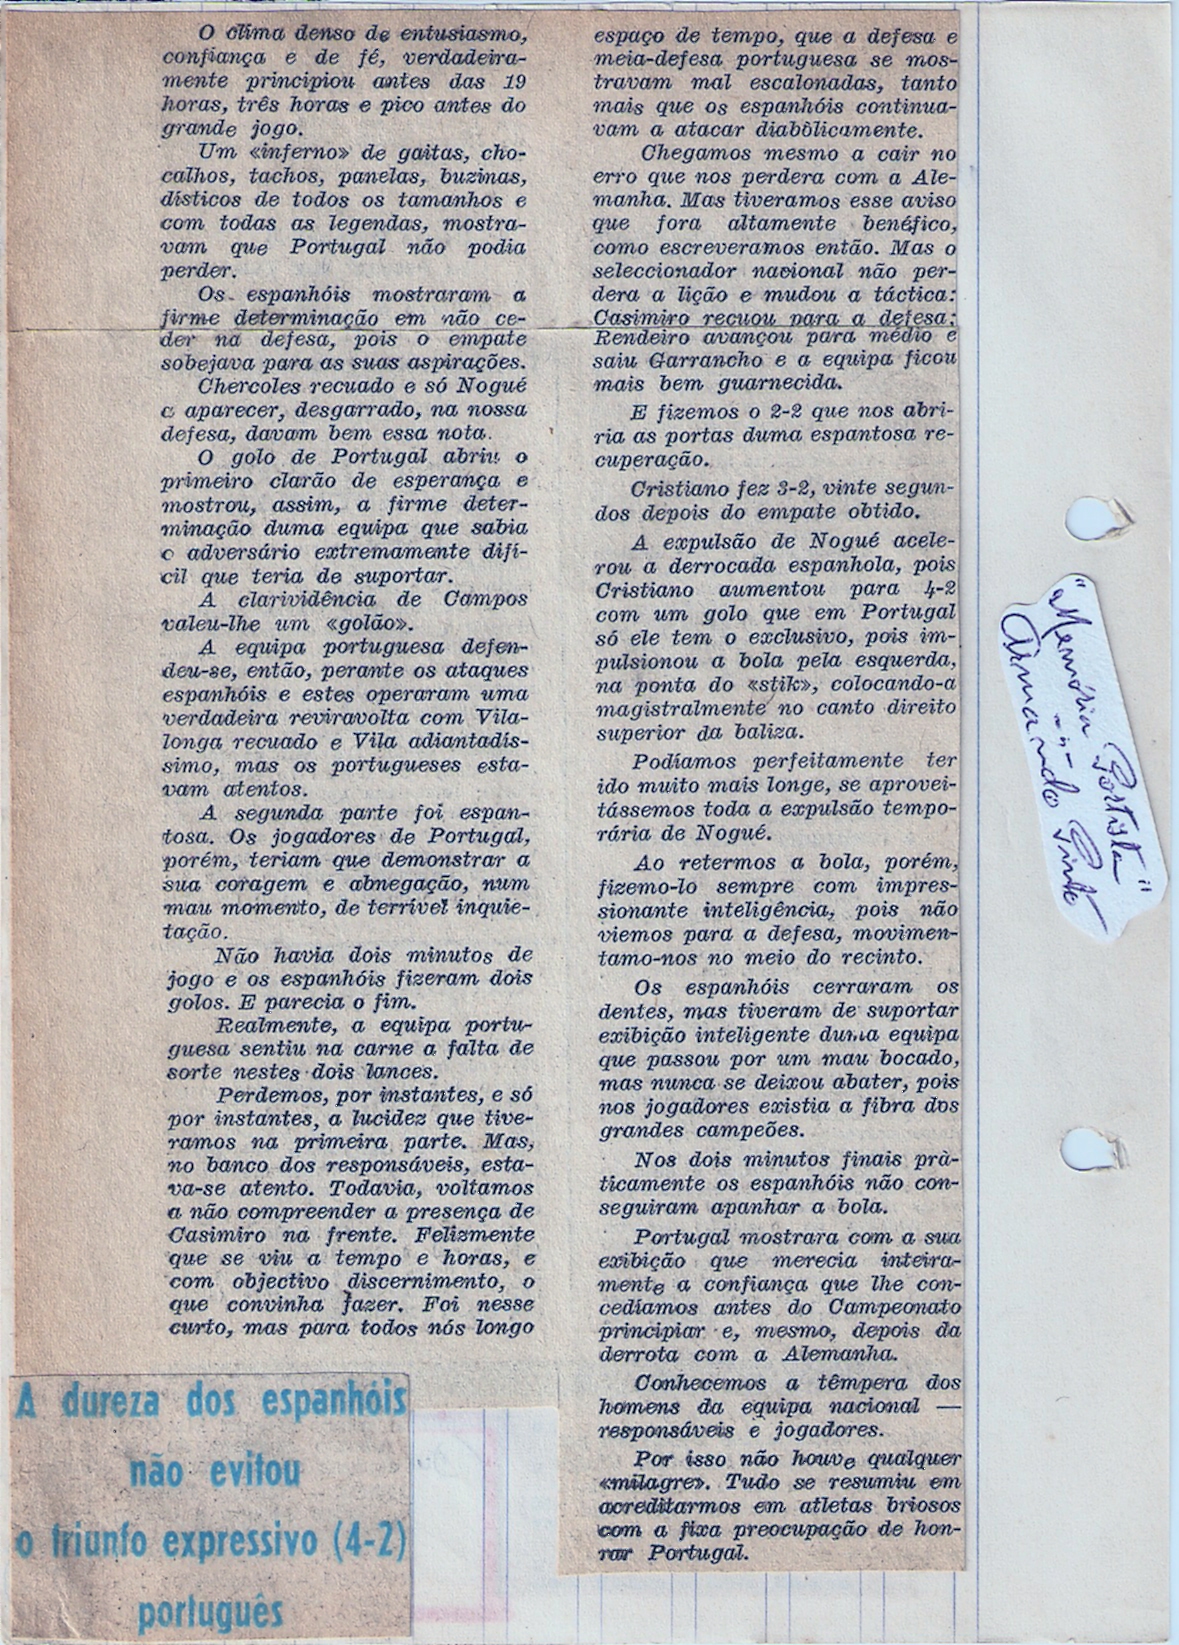 O clima denso de entusiasmo,
confiança e de fé, verdadeira-
mente principiou antes das 19
horas, três horas e pico antes do
grande jogo.
Um «inferno» de gaitas, cho-
calhos, tachos, panelas, buzinas,
dísticos de todos os tamanhos e
com todas as legendas, mostra-
vam que Portugal não podia
perder.
Os espanhóis mostraram a
firme determinação em não ce-
der na defesa, pois o empate
sobejava para as suas aspirações.
Chercoles recuado e só Nogué
a aparecer, desgarrado, na nossa
defesa, davam bem essa nota.
O golo de Portugal abriu o
primeiro clarão de esperança e
mostrou, assim, a firme deter-
minação duma equipa que sabia
o adversário extremamente difí-
cil que teria de suportar.
A clarividência de Campos
valeu-lhe um «golão».
A equipa portuguesa defen-
deu-se, então, perante os ataques
espanhóis e estes operaram uma
verdadeira reviravolta com Vila-
longa recuado e Vila adiantadís-
simo, mas os portugueses esta-
vam atentos.
A segunda parte foi espan-
tosa. Os jogadores de Portugal,
porém, teriam que demonstrar a
sua coragem e abnegação, num
mau momento, de terrível inquie-
tação.
Não havia dois minutos de
jogo e os espanhóis fizeram dois
golos. E parecia o fim.
Realmente, a equipa portu-
guesa sentiu na carne a falta de
sorte nestes dois lances.
Perdemos, por instantes, e só
por instantes, a lucidez que tive-
ramos na primeira parte. Mas,
no banco dos responsáveis, esta-
va-se atento. Todavia, voltamos
a não compreender a presença de
Casimiro na frente. Felizmente
que se viu a tempo e horas, e
com objectivo discernimento, o
que convinha fazer. Foi nesse
curto, mas para todos nós longo
espaço de tempo, que a defesa e
meia-defesa portuguesa se mos-
travam mal escalonadas, tanto
mais que os espanhóis continua-
vam a atacar diabòlicamente.
Chegamos mesmo a cair no
erro que nos perdera com a Ale-
manha. Mas tiveramos esse aviso
que fora altamente benéfico,
como escreveramos então. Mas o
seleccionador nacional não per-
dera a lição e mudou a táctica:
Casimiro recuou para a defesa;
Rendeiro avançou para médio e
saiu Garrancho e a equipa ficou
mais bem guarnecida.
E fizemos o 2-2 que nos abri-
ria as portas duma espantosa re-
cuperação.
Cristiano fez 3-2, vinte segun-
dos depois do empate obtido.
A expulsão de Nogué acele-
rou a derrocada espanhola, pois
Cristiano aumentou para 4-2
com um golo que em Portugal
só ele tem o exclusivo, pois im-
pulsionou a bola pela esquerda,
na ponta do «stik», colocando-a
magistralmente no canto direito
superior da baliza.
Podíamos perfeitamente ter
ido muito mais longe, se aprovei-
tássemos toda a expulsão tempo-
rária de Nogué.
Ao retermos a bola, porém,
fizemo-lo sempre com impres-
sionante inteligência, pois não
viemos para a defesa, movimen-
tamo-nos no meio do recinto.
Os espanhóis cerraram os
dentes, mas tiveram de suportar
exibição inteligente duma equipa
que passou por um mau bocado,
mas nunca se deixou abater, pois
nos jogadores existia a fibra dos
grandes campeões.
Nos dois minutos finais prà-
ticamente os espanhóis não con-
seguiram apanhar a bola.
Portugal mostrara com a sua
exibição que merecia inteira-
mente a confiança que lhe con-
cedíamos antes do Campeonato
principiar e, mesmo, depois da
derrota com a Alemanha.
Conhecemos a têmpera dos
homens da equipa nacional —
responsáveis e jogadores.
Por isso não houve qualquer
«milagre». Tudo se resumiu em
acreditarmos em atletas briosos
com a fixa preocupação de hon-
rar Portugal.
A dureza dos espanhóis
não evitou
o triunfo expressivo (4-2)
português
"Memória Portista"
Armando Pinto